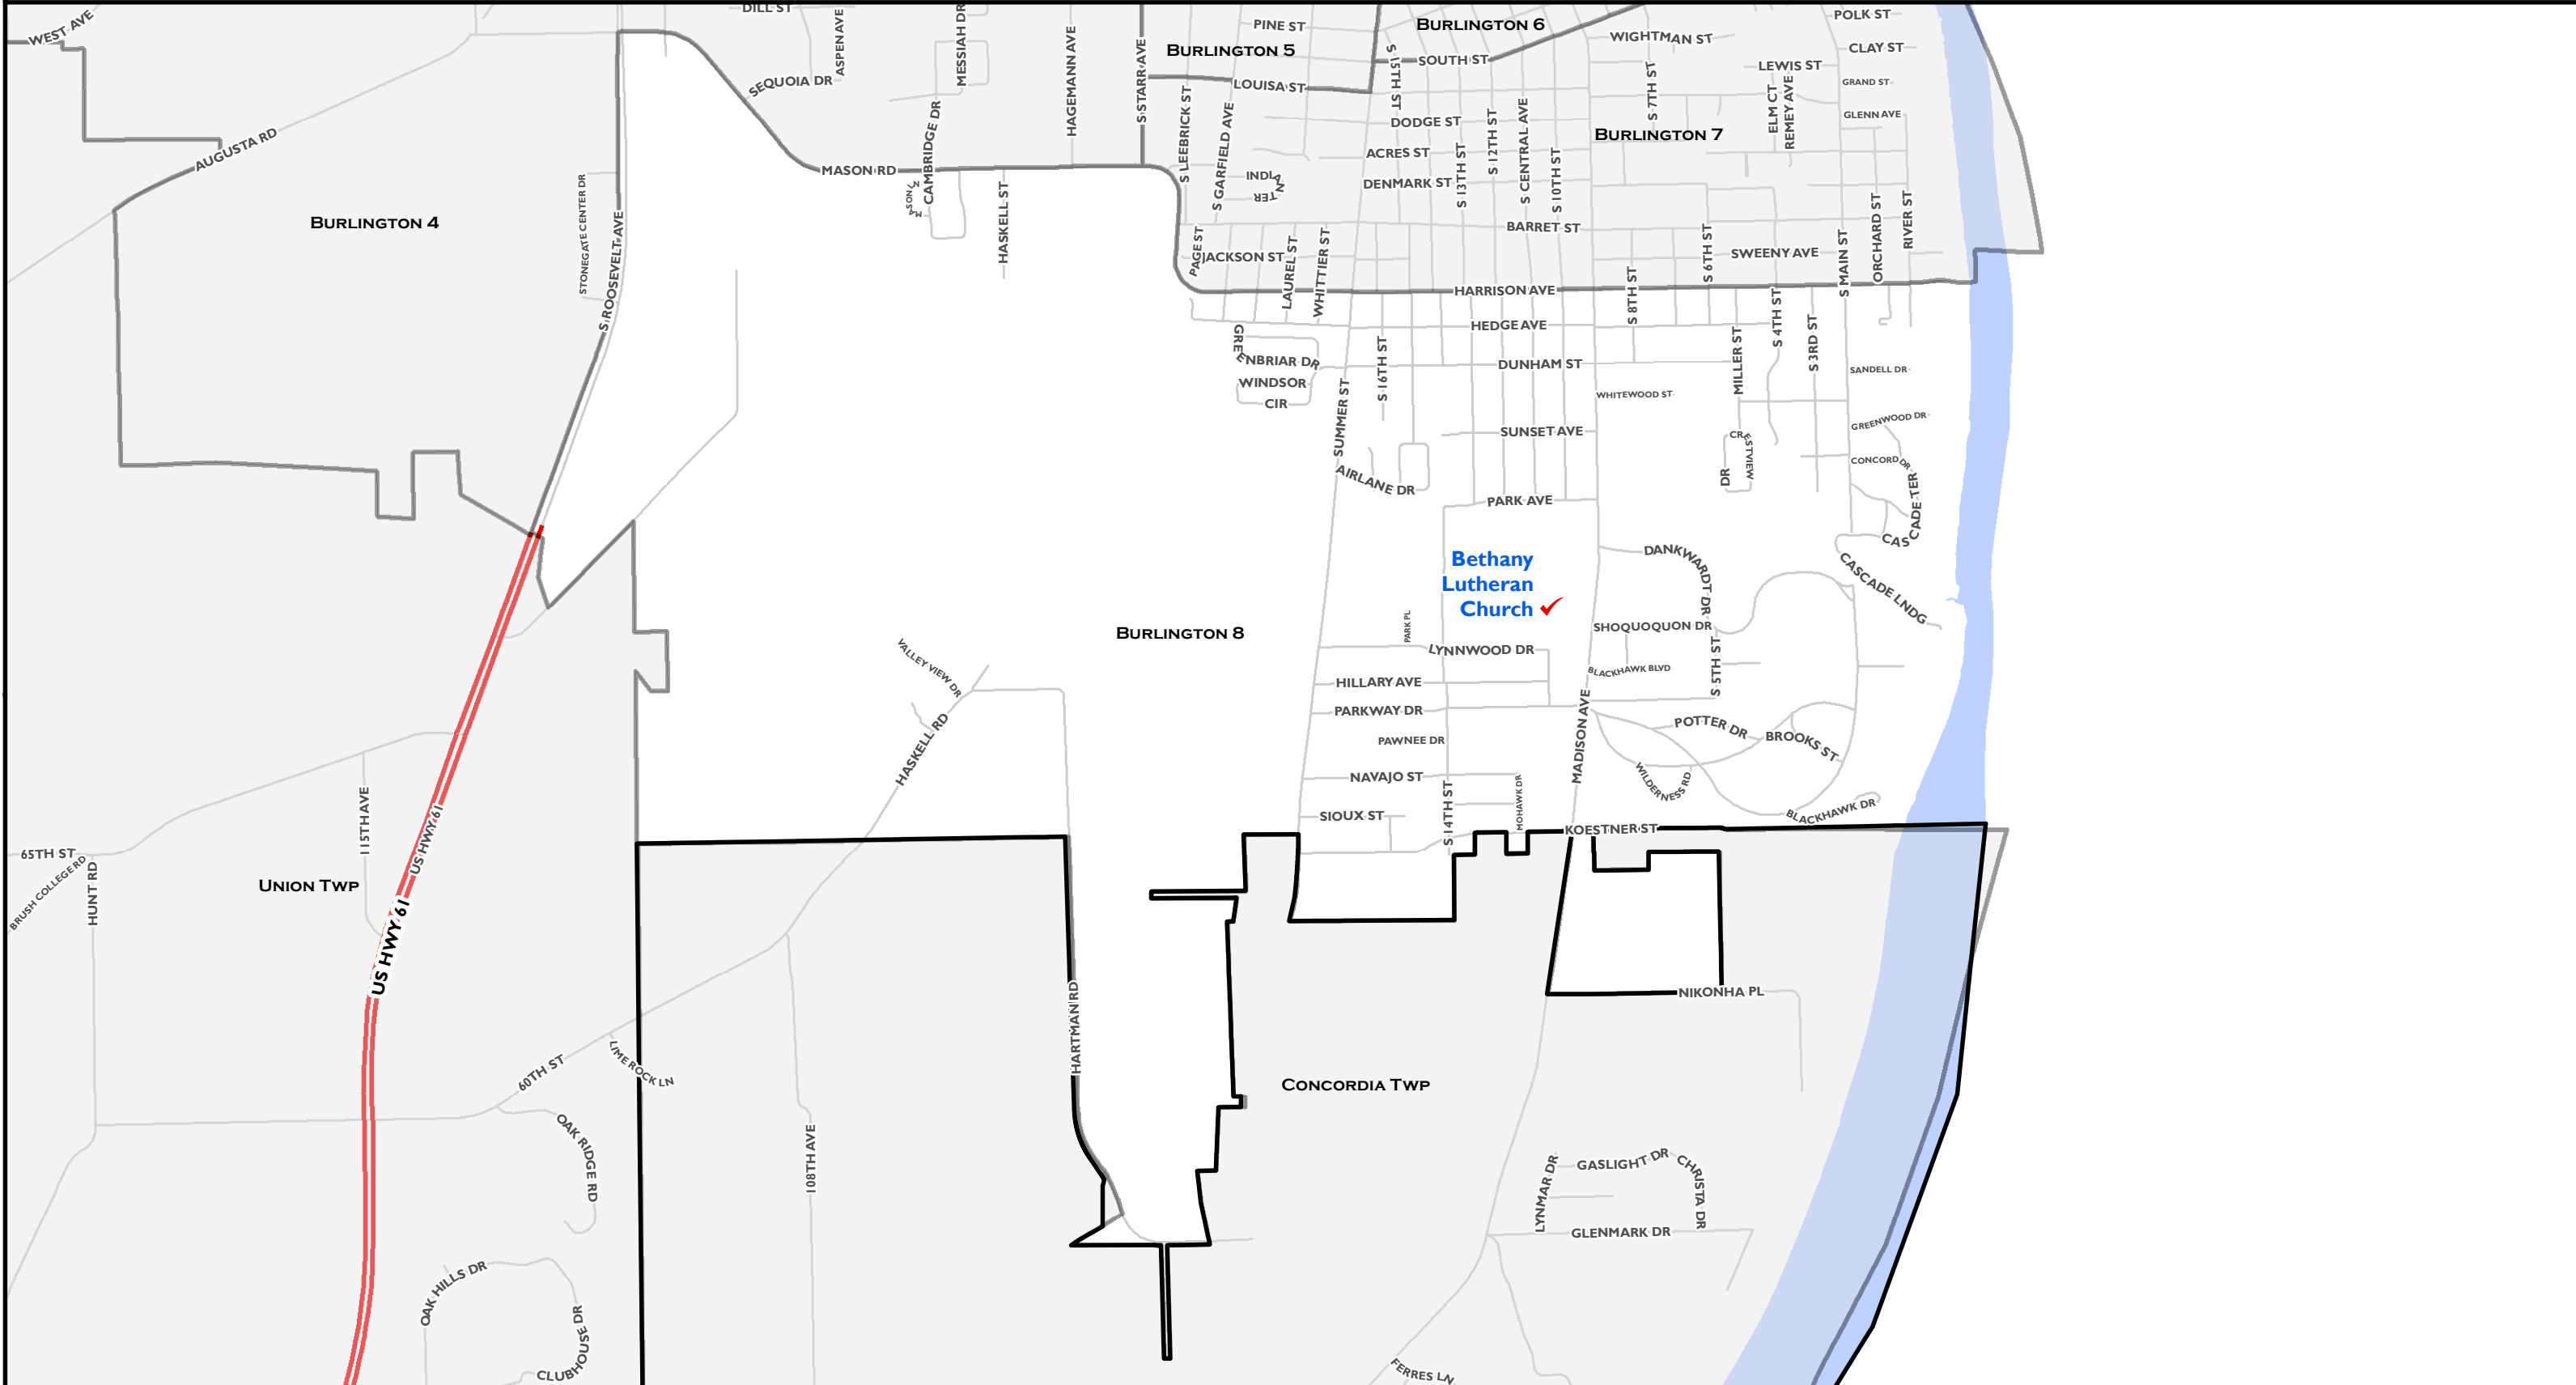 DILL ST
WEST AVE
ASPEN AVE
MESSIAH DR
HAGEMANN AVE
S STARR AVE
PINE ST
BURLINGTON 5
BURLINGTON 6
WIGHTMAN ST
POLK ST
CLAY ST
SEQUOIA DR
LOUISA ST
S 15TH ST
SOUTH ST
S 7TH ST
LEWIS ST
GRAND ST
ELM CT
REMEY AVE
GLENN AVE
AUGUSTA RD
CAMBRIDGE DR
S LEEBRICK ST
S GARFIELD AVE
DODGE ST
S 12TH ST
S CENTRAL AVE
BURLINGTON 7
MASON RD
MASON LN
HASKELL ST
INDIAN TER
ACRES ST
DENMARK ST
S 13TH ST
S 10TH ST
BURLINGTON 4
STONEGATE CENTER DR
S ROOSEVELT AVE
PAGE ST
JACKSON ST
LAUREL ST
WHITTIER ST
BARRET ST
S 6TH ST
SWEENY AVE
S MAIN ST
ORCHARD ST
RIVER ST
HARRISON AVE
S 8TH ST
S 4TH ST
HEDGE AVE
S 3RD ST
GREENBRIAR DR
WINDSOR
CIR
S 16TH ST
DUNHAM ST
MILLER ST
SANDELL DR
SUMMER ST
WHITEWOOD ST
GREENWOOD DR
SUNSET AVE
CRESTVIEW
DR
CONCORD DR
AIRLANE DR
PARK AVE
CASCADE TER
Bethany
Lutheran
Church
DANKWARDT DR
CASCADE LNDG
PARK PL
BURLINGTON 8
SHOQUOQUON DR
VALLEY VIEW DR
LYNNWOOD DR
BLACKHAWK BLVD
S 5TH ST
HILLARY AVE
PARKWAY DR
MADISON AVE
POTTER DR
BROOKS ST
HASKELL RD
PAWNEE DR
NAVAJO ST
MOHAWK DR
WILDERNESS RD
SIOUX ST
S 14TH ST
BLACKHAWK DR
KOESTNER ST
115TH AVE
US HWY 61
65TH ST
BRUSH COLLEGE RD
HUNT RD
UNION TWP
US HWY 61
NIKONHA PL
HARTMAN RD
LIMEROCK LN
60TH ST
CONCORDIA TWP
OAK RIDGE RD
108TH AVE
LYNMAR DR
GASLIGHT DR
CHRISTA DR
GLENMARK DR
OAK HILLS DR
CLUBHOUSE DR
FERRES LN